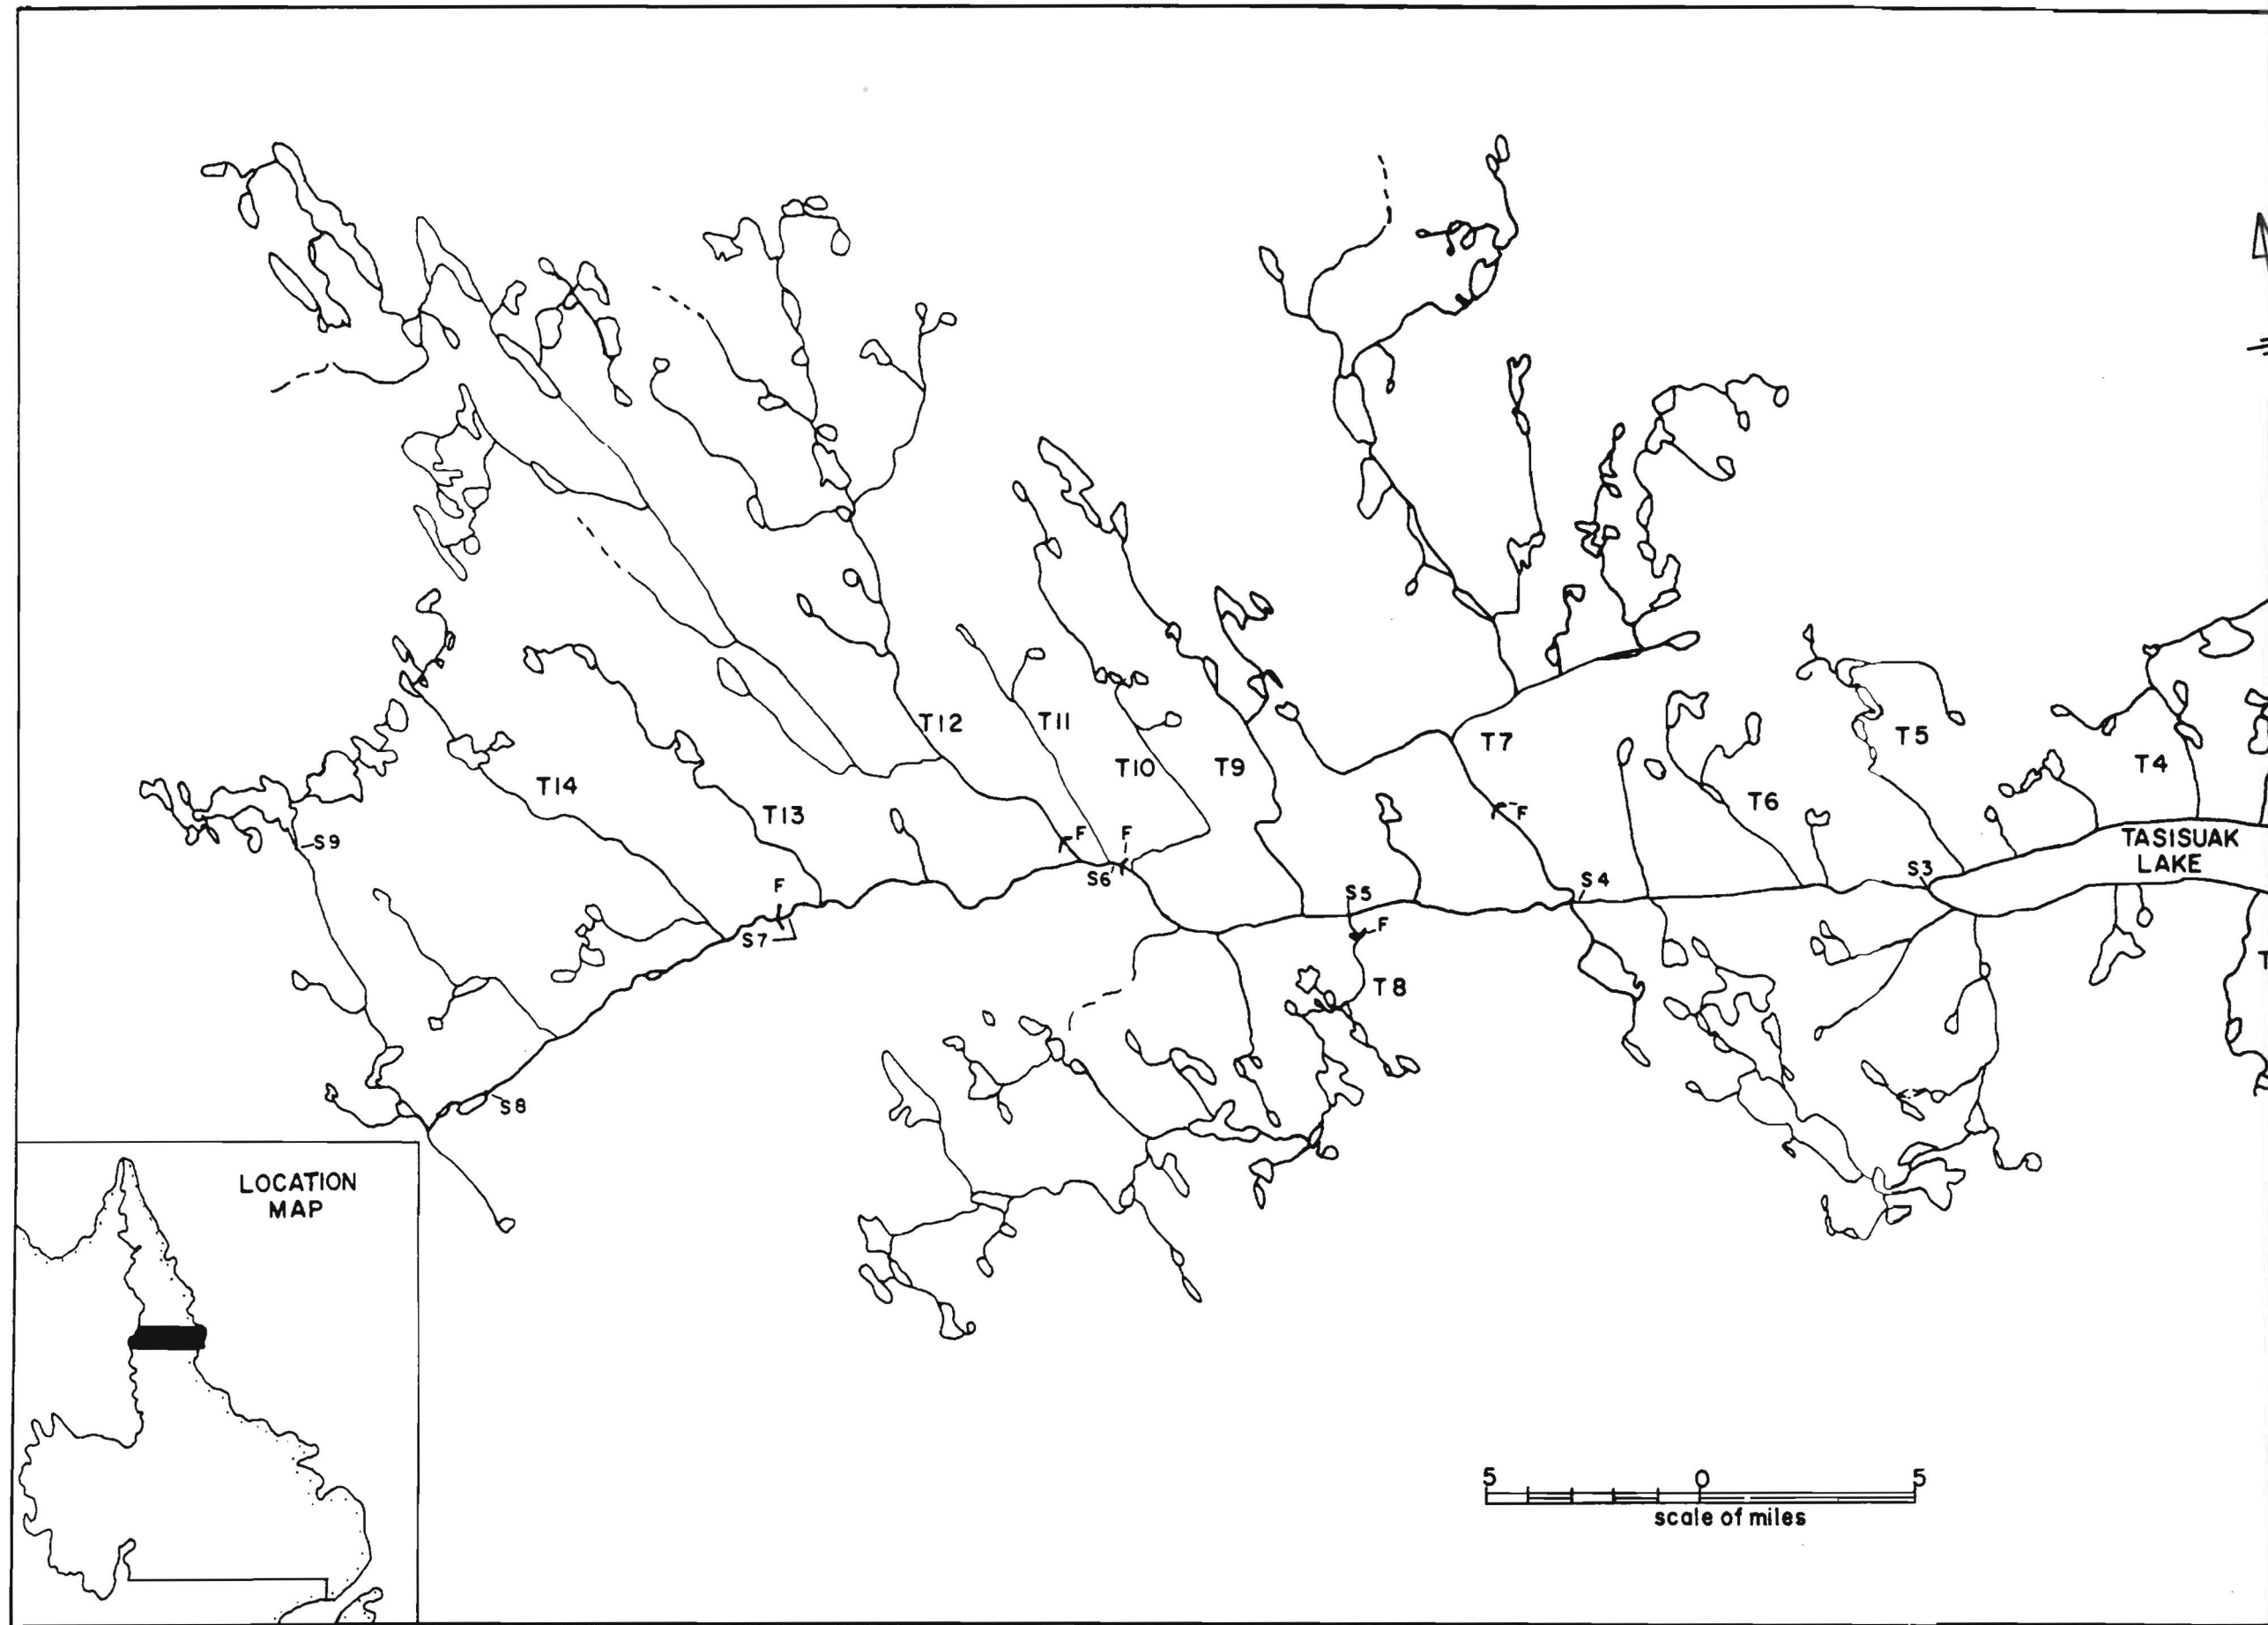 T12
T11
T10
T9
T7
T5
T4
T6
T14
T13
F
F
F
F
F
S9
S7
S6
S5
S4
S3
TASISUAK
LAKE
T8
T
S8
LOCATION
MAP
5 0 5
scale of miles